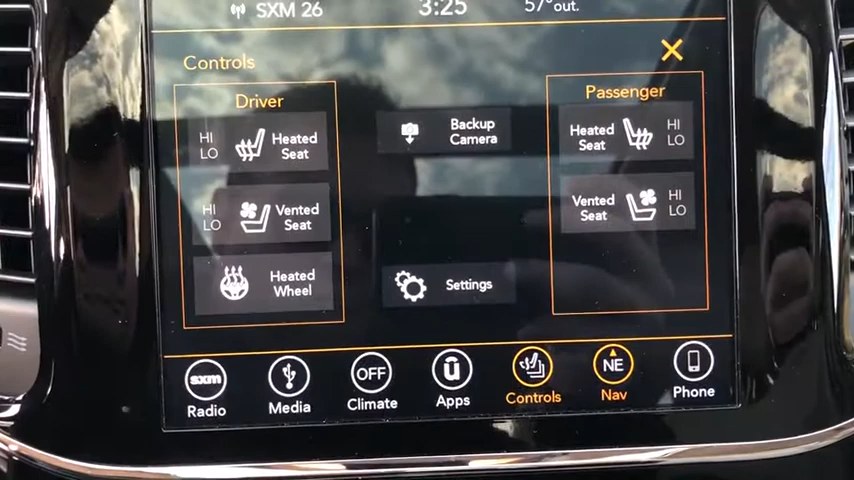 SXM 26 3:25 57°out.
Controls
Driver
Passenger
HI
LO
Heated
Seat
Backup
Camera
Heated
Seat
HI
LO
HI
LO
Vented
Seat
Vented
Seat
HI
LO
Heated
Wheel
Settings
sxm
OFF
NE
Radio Media Climate Apps Controls Nav Phone